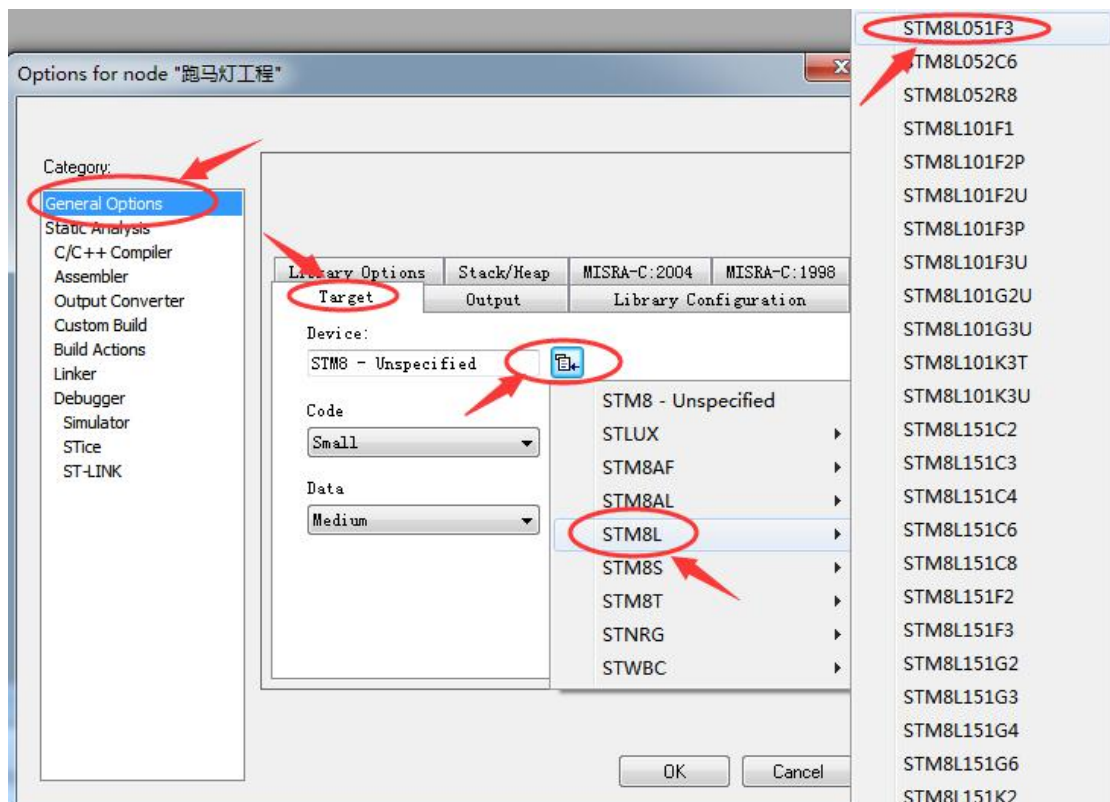 Options for node "跑马灯工程"
Category:
General Options
Static Analysis
C/C++ Compiler
Assembler
Output Converter
Custom Build
Build Actions
Linker
Debugger
Simulator
STice
ST-LINK
Library Options
Stack/Heap
MISRA-C:2004
MISRA-C:1998
Target
Output
Library Configuration
Device:
STM8 - Unspecified
Code
Small
Data
Medium
STM8 - Unspecified
STLUX
STM8AF
STM8AL
STM8L
STM8S
STM8T
STNRG
STWBC
OK
Cancel
STM8L051F3
STM8L052C6
STM8L052R8
STM8L101F1
STM8L101F2P
STM8L101F2U
STM8L101F3P
STM8L101F3U
STM8L101G2U
STM8L101G3U
STM8L101K3T
STM8L101K3U
STM8L151C2
STM8L151C3
STM8L151C4
STM8L151C6
STM8L151C8
STM8L151F2
STM8L151F3
STM8L151G2
STM8L151G3
STM8L151G4
STM8L151G6
STM8L151K2